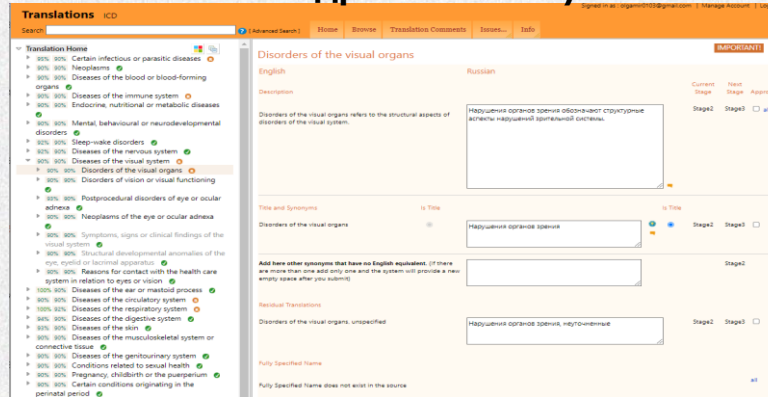 Signed in as : olgamir0103@gmail.com | Manage Account |
Translations ICD
Search
[ Advanced Search ] Home Browse Translation Comments Issues... Info
Translation Home
90% 90% Certain infectious or parasitic diseases
90% 90% Neoplasms
90% 90% Diseases of the blood or blood-forming
organs
90% 90% Diseases of the immune system
90% 90% Endocrine, nutritional or metabolic diseases
90% 90% Mental, behavioural or neurodevelopmental
disorders
90% 90% Sleep-wake disorders
92% 90% Diseases of the nervous system
90% 90% Diseases of the visual system
90% 90% Disorders of the visual organs
90% 90% Disorders of vision or visual functioning
90% 90% Postprocedural disorders of eye or ocular
adnexa
90% 90% Neoplasms of the eye or ocular adnexa
90% 90% Symptoms, signs or clinical findings of the
visual system
90% 90% Structural developmental anomalies of the
eye, eyelid or lacrimal apparatus
90% 90% Reasons for contact with the health care
system in relation to eyes or vision
100% 90% Diseases of the ear or mastoid process
90% 90% Diseases of the circulatory system
100% 92% Diseases of the respiratory system
94% 90% Diseases of the digestive system
92% 90% Diseases of the skin
90% 90% Diseases of the musculoskeletal system or
connective tissue
90% 90% Diseases of the genitourinary system
90% 90% Conditions related to sexual health
90% 90% Pregnancy, childbirth or the puerperium
90% 90% Certain conditions originating in the
perinatal period
IMPORTANT!
Disorders of the visual organs
English Russian
Description Current Stage Next Stage
Disorders of the visual organs refers to the structural aspects of
disorders of the visual system.
Нарушения органов зрения обозначают структурные
аспекты нарушений зрительной системы.
Stage2 Stage3
Title and Synonyms Is Title Is Title
Disorders of the visual organs Нарушения органов зрения Stage2 Stage3
Add here other synonyms that have no English equivalent. (if there
are more than one add only one and the system will provide a new
empty space after you submit)
Stage2
Residual Translations
Disorders of the visual organs, unspecified Нарушения органов зрения, неуточненные Stage2 Stage3
Fully Specified Name
Fully Specified Name does not exist in the source